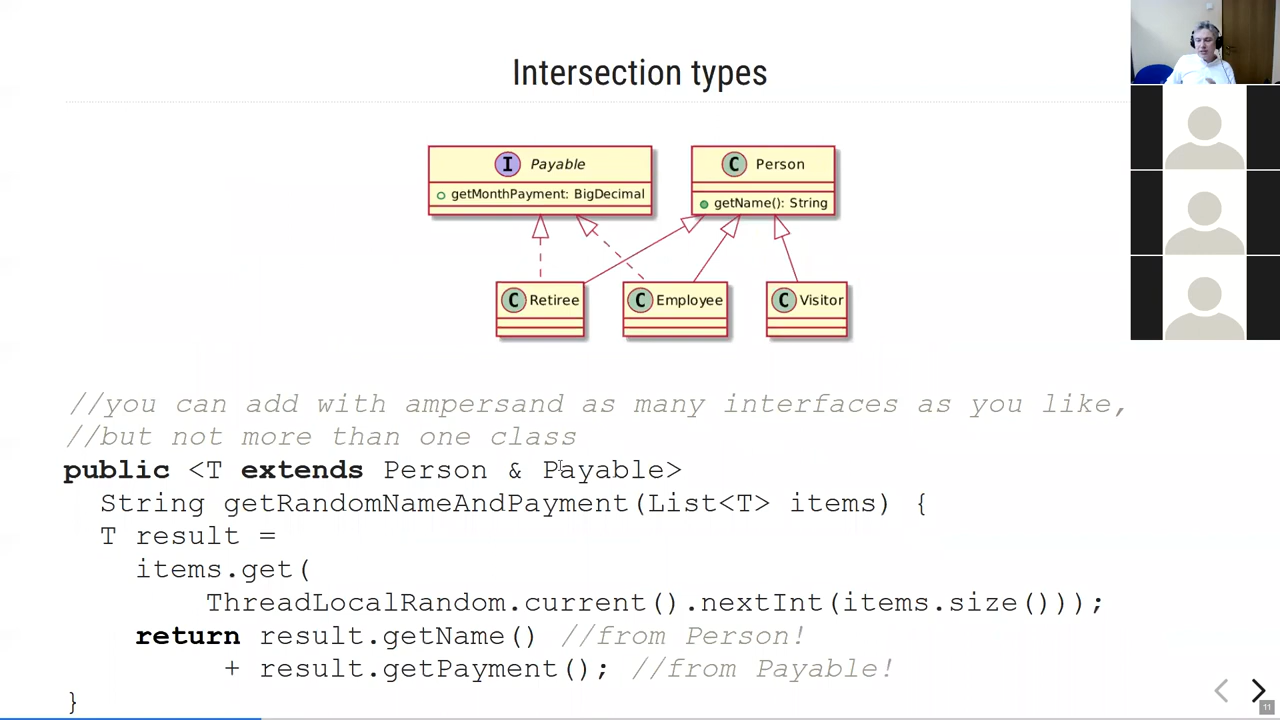 Intersection types
I Payable
getMonthPayment: BigDecimal
C Person
getName(): String
C Retiree
C Employee
C Visitor
//you can add with ampersand as many interfaces as you like,
//but not more than one class
public <T extends Person & Payable>
String getRandomNameAndPayment(List<T> items) {
T result =
items.get(
ThreadLocalRandom.current().nextInt(items.size()));
return result.getName() //from Person!
+ result.getPayment(); //from Payable!
}
11